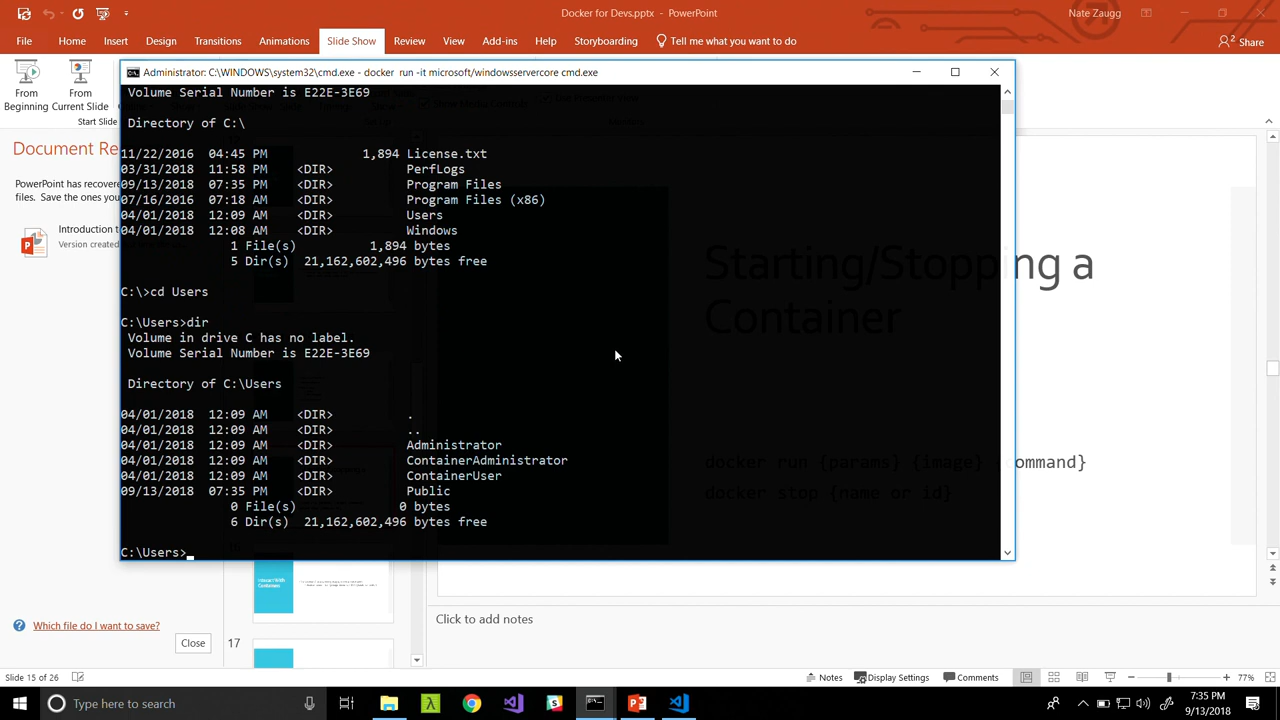 Docker for Devs.pptx - PowerPoint
Nate Zaugg
File Home Insert Design Transitions Animations Slide Show Review View Add-ins Help Storyboarding Tell me what you want to do
Share
From Beginning
From Current Slide
Start Slid
Administrator: C:\WINDOWS\system32\cmd.exe - docker run -it microsoft/windowsservercore cmd.exe
Volume Serial Number is E22E-3E69
Directory of C:\
11/22/2016 04:45 PM 1,894 License.txt
03/31/2018 11:58 PM <DIR> PerfLogs
09/13/2018 07:35 PM <DIR> Program Files
07/16/2016 07:18 AM <DIR> Program Files (x86)
04/01/2018 12:09 AM <DIR> Users
04/01/2018 12:08 AM <DIR> Windows
1 File(s) 1,894 bytes
5 Dir(s) 21,162,602,496 bytes free
C:\>cd Users
C:\Users>dir
Volume in drive C has no label.
Volume Serial Number is E22E-3E69
Directory of C:\Users
04/01/2018 12:09 AM <DIR> .
04/01/2018 12:09 AM <DIR> ..
04/01/2018 12:09 AM <DIR> Administrator
04/01/2018 12:09 AM <DIR> ContainerAdministrator
04/01/2018 12:09 AM <DIR> ContainerUser
09/13/2018 07:35 PM <DIR> Public
0 File(s) 0 bytes
6 Dir(s) 21,162,602,496 bytes free
C:\Users>
Document Re
PowerPoint has recovere
files. Save the ones you
Introduction t
Version created
Which file do I want to save?
Close
Starting/Stopping a
Container
docker run {params} {image} {command}
docker stop {name or id}
Interact With
Containers
17
Click to add notes
Slide 15 of 26
Notes Display Settings Comments 77%
Type here to search
7:35 PM
9/13/2018